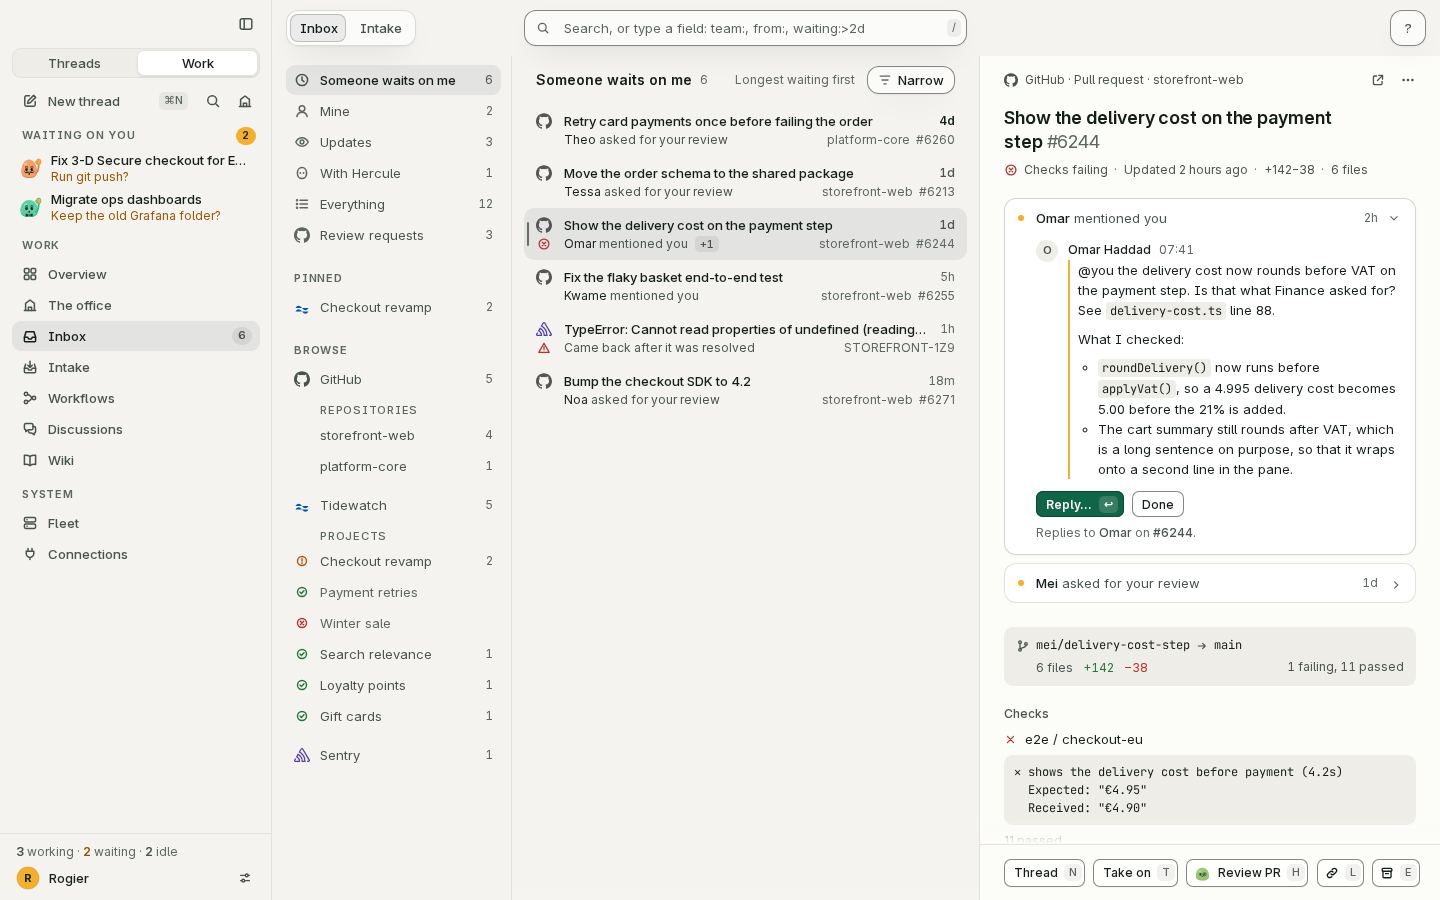 Threads
Work
New thread
⌘N
WAITING ON YOU
2
Fix 3-D Secure checkout for E…
Run git push?
Migrate ops dashboards
Keep the old Grafana folder?
WORK
Overview
The office
Inbox 6
Intake
Workflows
Discussions
Wiki
SYSTEM
Fleet
Connections
3 working · 2 waiting · 2 idle
R Rogier
Inbox
Intake
Someone waits on me 6
Mine 2
Updates 3
With Hercule 1
Everything 12
Review requests 3
PINNED
Checkout revamp 2
BROWSE
GitHub 5
REPOSITORIES
storefront-web 4
platform-core 1
Tidewatch 5
PROJECTS
Checkout revamp 2
Payment retries
Winter sale
Search relevance 1
Loyalty points 1
Gift cards 1
Sentry 1
Search, or type a field: team:, from:, waiting:>2d /
?
Someone waits on me 6
Longest waiting first
Narrow
Retry card payments once before failing the order 4d
Theo asked for your review platform-core #6260
Move the order schema to the shared package 1d
Tessa asked for your review storefront-web #6213
Show the delivery cost on the payment step 1d
Omar mentioned you +1 storefront-web #6244
Fix the flaky basket end-to-end test 5h
Kwame mentioned you storefront-web #6255
TypeError: Cannot read properties of undefined (reading… 1h
Came back after it was resolved STOREFRONT-1Z9
Bump the checkout SDK to 4.2 18m
Noa asked for your review storefront-web #6271
GitHub · Pull request · storefront-web
Show the delivery cost on the payment
step #6244
Checks failing · Updated 2 hours ago · +142−38 · 6 files
Omar mentioned you 2h
O Omar Haddad 07:41
@you the delivery cost now rounds before VAT on
the payment step. Is that what Finance asked for?
See delivery-cost.ts line 88.
What I checked:
roundDelivery() now runs before
applyVat(), so a 4.995 delivery cost becomes
5.00 before the 21% is added.
The cart summary still rounds after VAT, which
is a long sentence on purpose, so that it wraps
onto a second line in the pane.
Reply… ↩
Done
Replies to Omar on #6244.
Mei asked for your review 1d
mei/delivery-cost-step → main
6 files +142 −38 1 failing, 11 passed
Checks
e2e / checkout-eu
× shows the delivery cost before payment (4.2s)
Expected: "€4.95"
Received: "€4.90"
11 passed
Thread N
Take on T
Review PR H
L
E